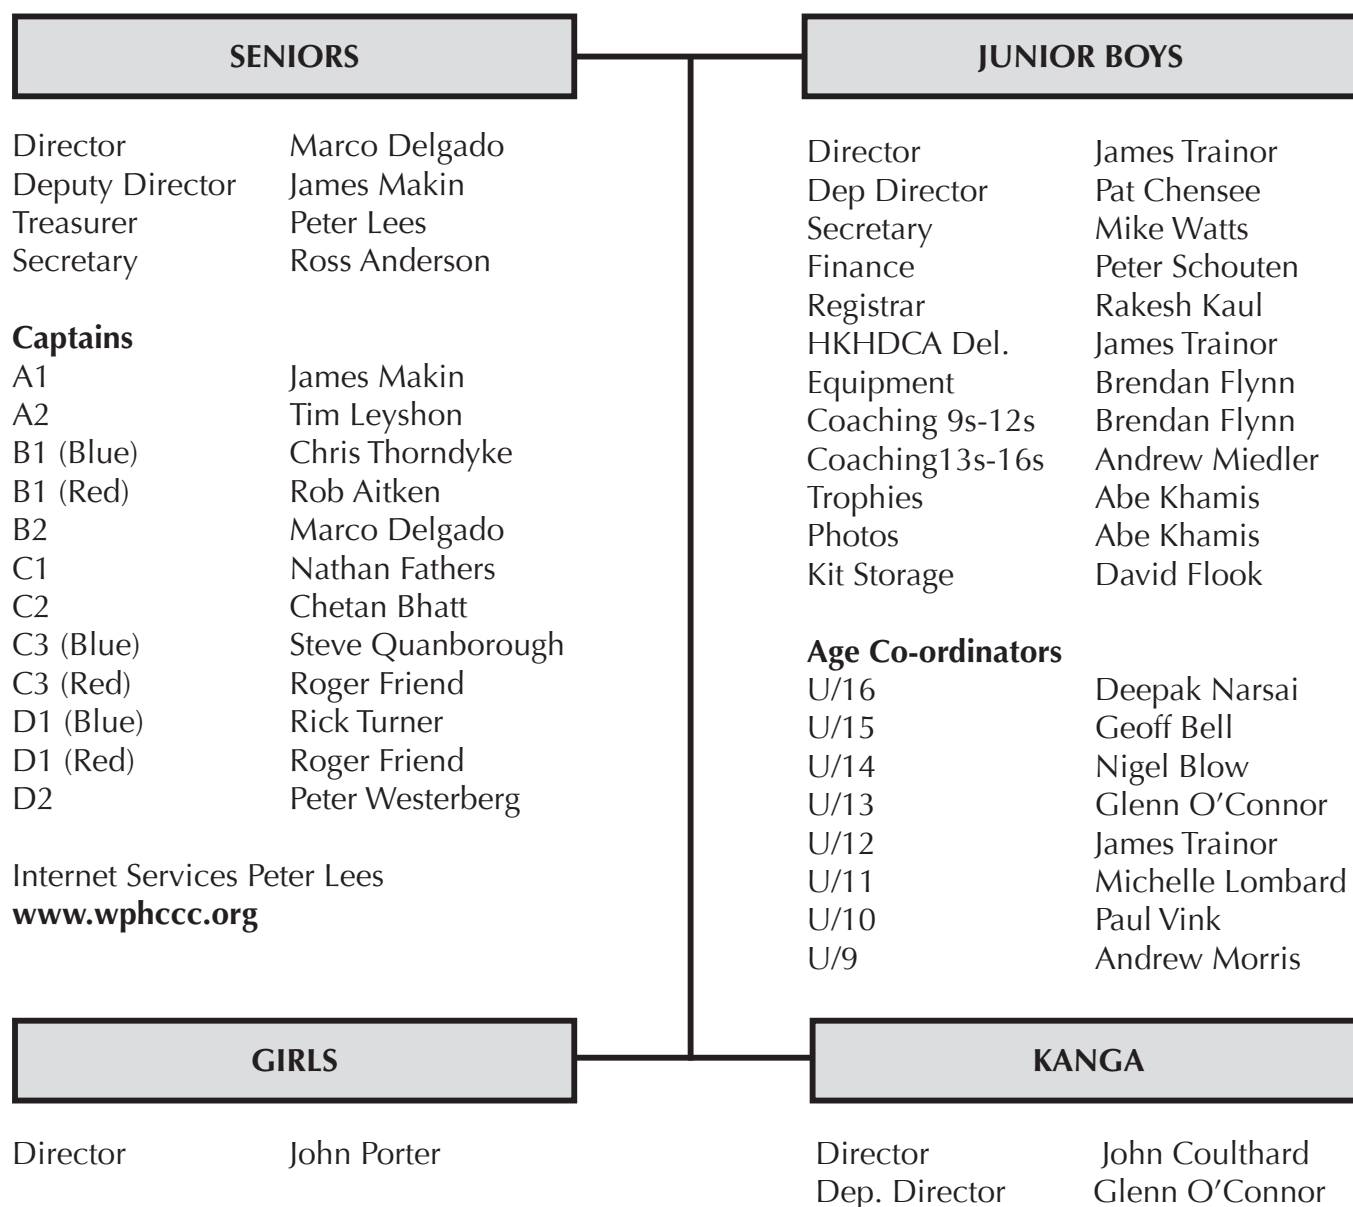 SENIORS
Director Marco Delgado
Deputy Director James Makin
Treasurer Peter Lees
Secretary Ross Anderson
Captains
A1 James Makin
A2 Tim Leyshon
B1 (Blue) Chris Thorndyke
B1 (Red) Rob Aitken
B2 Marco Delgado
C1 Nathan Fathers
C2 Chetan Bhatt
C3 (Blue) Steve Quanborough
C3 (Red) Roger Friend
D1 (Blue) Rick Turner
D1 (Red) Roger Friend
D2 Peter Westerberg
Internet Services Peter Lees
www.wphccc.org
JUNIOR BOYS
Director James Trainor
Dep Director Pat Chensee
Secretary Mike Watts
Finance Peter Schouten
Registrar Rakesh Kaul
HKHDCA Del. James Trainor
Equipment Brendan Flynn
Coaching 9s-12s Brendan Flynn
Coaching13s-16s Andrew Miedler
Trophies Abe Khamis
Photos Abe Khamis
Kit Storage David Flook
Age Co-ordinators
U/16 Deepak Narsai
U/15 Geoff Bell
U/14 Nigel Blow
U/13 Glenn O’Connor
U/12 James Trainor
U/11 Michelle Lombard
U/10 Paul Vink
U/9 Andrew Morris
GIRLS
Director John Porter
KANGA
Director John Coulthard
Dep. Director Glenn O’Connor